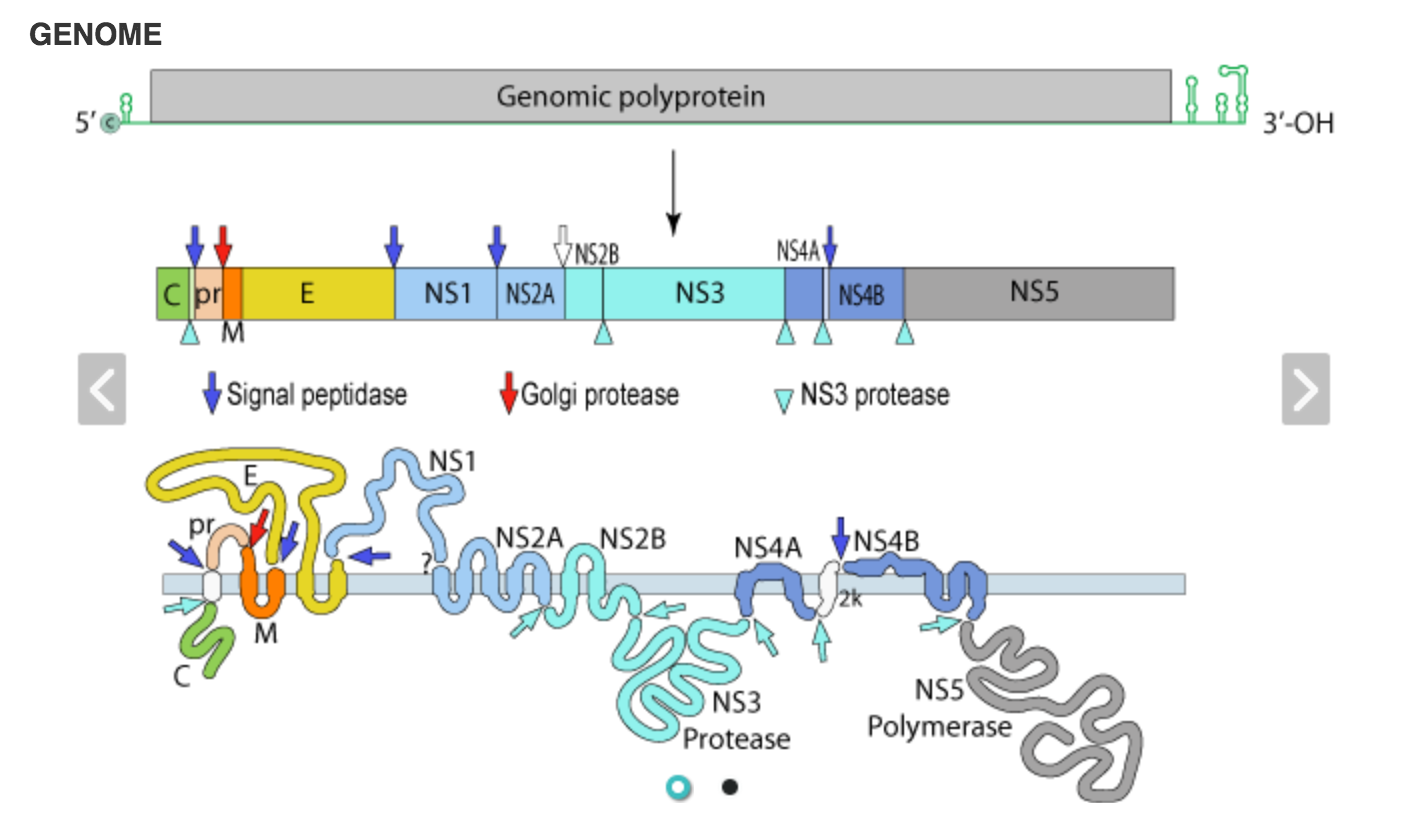 GENOME
Genomic polyprotein
5′ C
3′-OH
NS2B
NS4A
C
pr
E
NS1
NS2A
NS3
NS4B
NS5
M
Signal peptidase
Golgi protease
NS3 protease
E
NS1
pr
NS2A
NS2B
NS4A
NS4B
?
2k
M
C
NS5
Polymerase
NS3
Protease